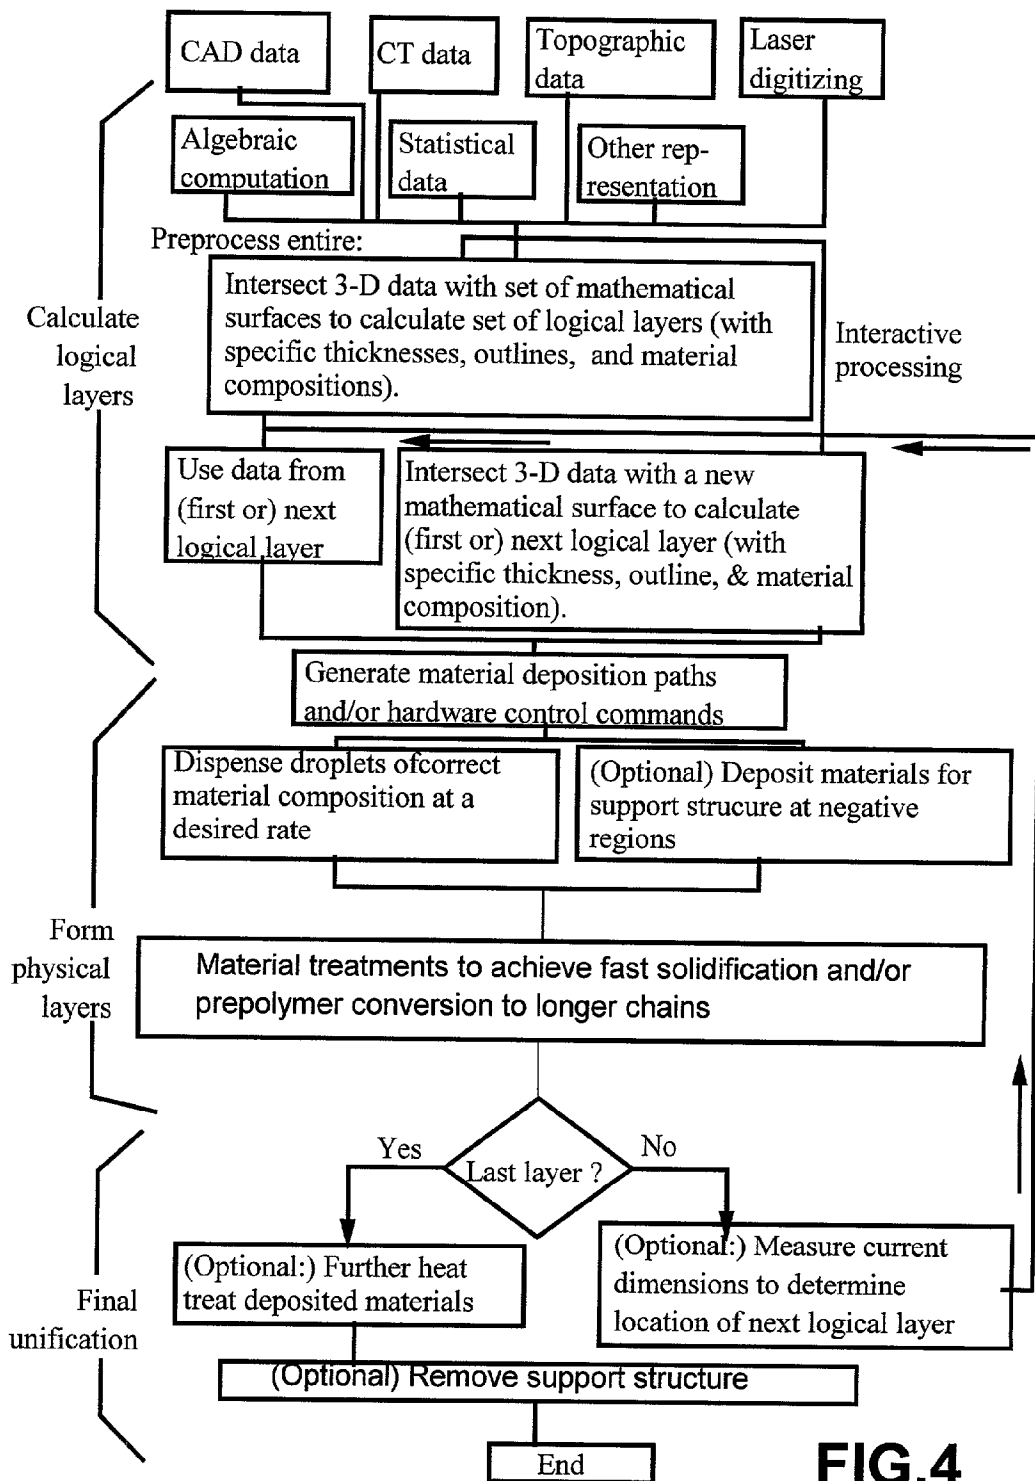 CAD data
CT data
Topographic
data
Laser
digitizing
Algebraic
computation
Statistical
data
Other rep-
resentation
Preprocess entire:
Intersect 3-D data with set of mathematical
surfaces to calculate set of logical layers (with
specific thicknesses, outlines, and material
compositions).
Interactive
processing
Calculate
logical
layers
Use data from
(first or) next
logical layer
Intersect 3-D data with a new
mathematical surface to calculate
(first or) next logical layer (with
specific thickness, outline, & material
composition).
Generate material deposition paths
and/or hardware control commands
Dispense droplets ofcorrect
material composition at a
desired rate
(Optional) Deposit materials for
support strucure at negative
regions
Form
physical
layers
Material treatments to achieve fast solidification and/or
prepolymer conversion to longer chains
Yes
No
Last layer ?
(Optional:) Further heat
treat deposited materials
(Optional:) Measure current
dimensions to determine
location of next logical layer
Final
unification
(Optional) Remove support structure
End
FIG.4